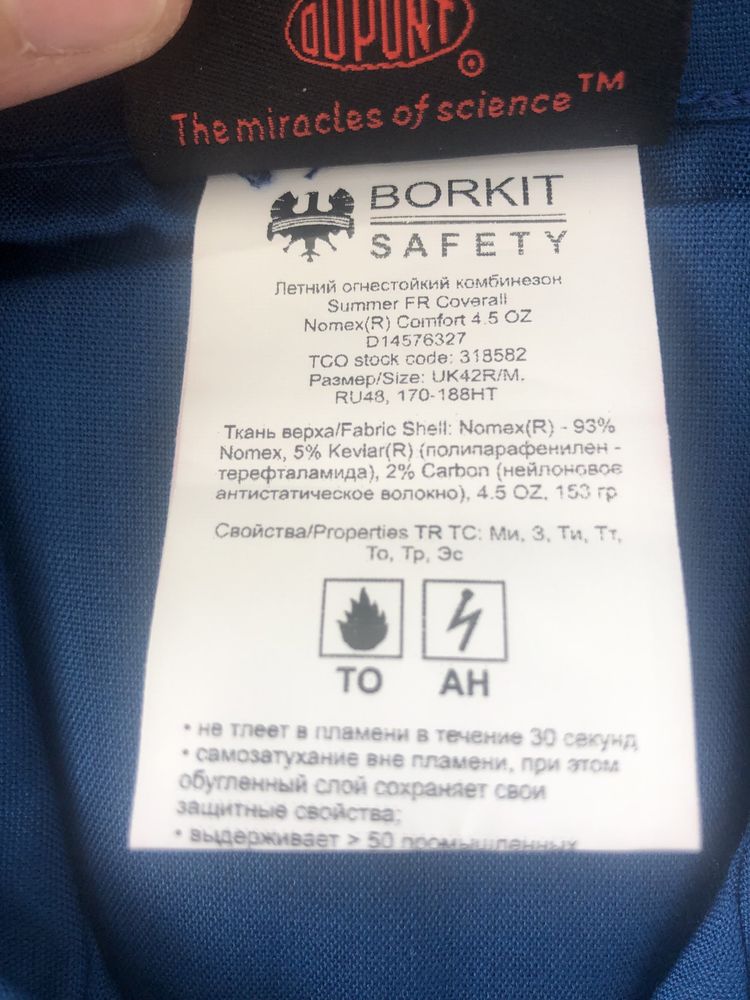 DUPONT
®
The miracles of science™
BORKIT
SAFETY
Летний огнестойкий комбинезон
Summer FR Coverall
Nomex(R) Comfort 4.5 OZ
D14576327
TCO stock code: 318582
Размер/Size: UK42R/M.
RU48, 170-188HT
Ткань верха/Fabric Shell: Nomex(R) - 93%
Nomex, 5% Kevlar(R) (полипарафенилен -
терефталамида), 2% Carbon (нейлоновое
антистатическое волокно), 4.5 OZ, 153 гр
Свойства/Properties TR TC: Ми, З, Ти, Тт,
То, Тр, Эс
ТО АН
• не тлеет в пламени в течение 30 секунд
• самозатухание вне пламени, при этом
обугленный слой сохраняет свои
защитные свойства;
• выдерживает > 50 промышленных